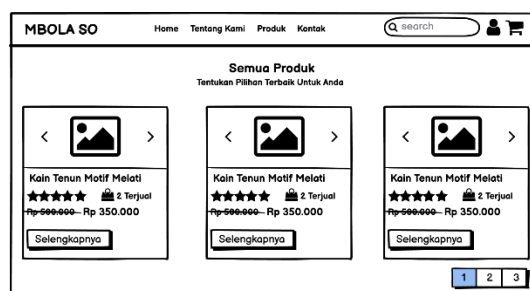 MBOLA SO
Home Tentang Kami Produk Kontak
search
Semua Produk
Tentukan Pilihan Terbaik Untuk Anda
Kain Tenun Motif Melati
2 Terjual
Rp 500.000 Rp 350.000
Selengkapnya
Kain Tenun Motif Melati
2 Terjual
Rp 500.000 Rp 350.000
Selengkapnya
Kain Tenun Motif Melati
2 Terjual
Rp 500.000 Rp 350.000
Selengkapnya
1 2 3